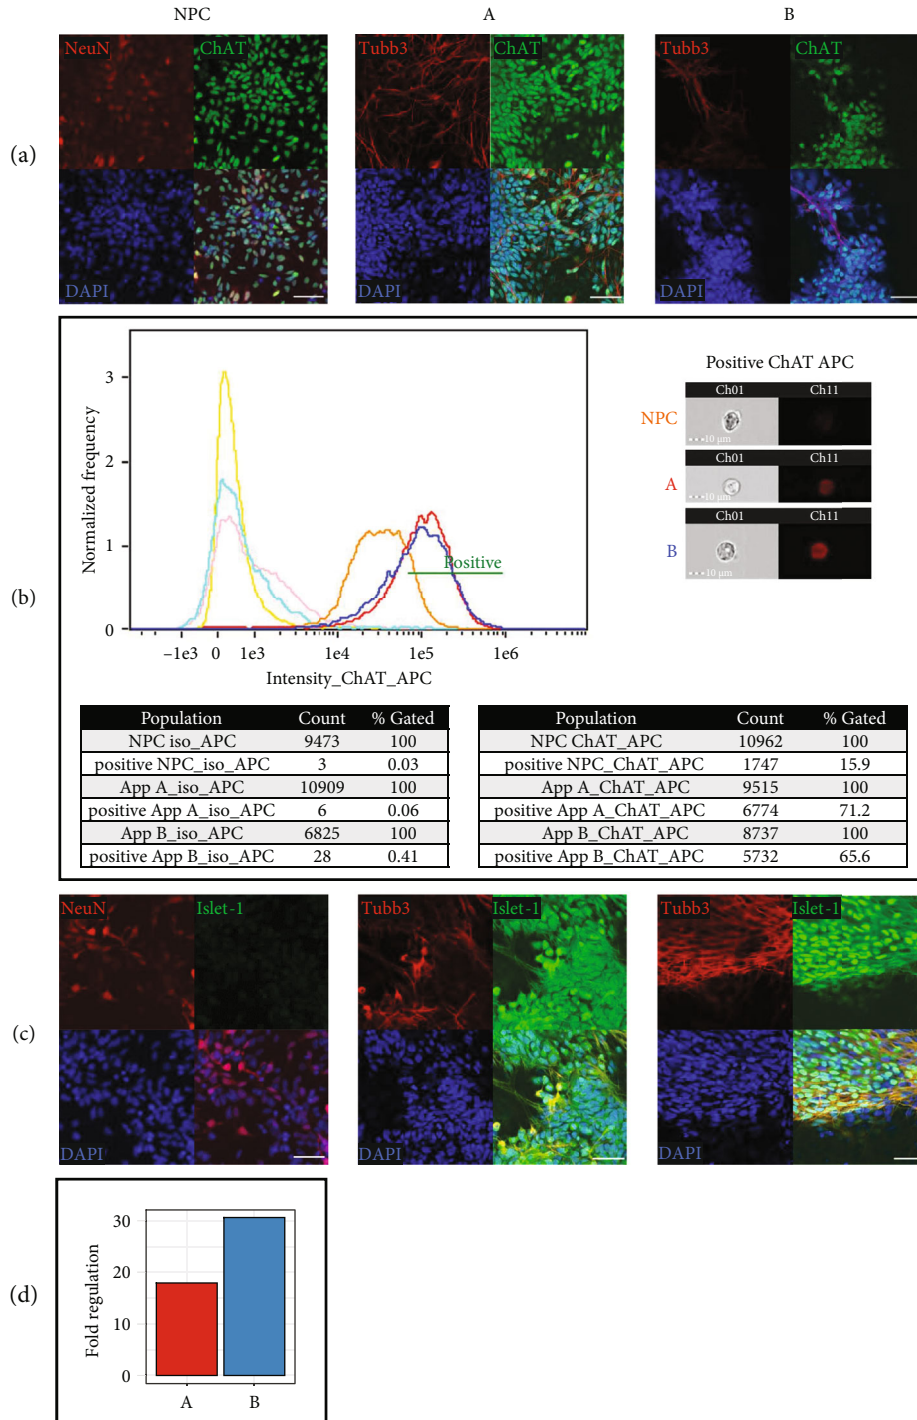 NPC A B
(a)
NeuN ChAT Tubb3 ChAT Tubb3 ChAT
DAPI DAPI DAPI
(b)
Normalized frequency
3
2
1
0
Positive
−1e3 0 1e3 1e4 1e5 1e6
Intensity_ChAT_APC
Positive ChAT APC
Ch01 Ch11
NPC
10 μm
Ch01 Ch11
A
10 μm
Ch01 Ch11
B
10 μm
Population Count % Gated
NPC iso_APC 9473 100
positive NPC_iso_APC 3 0.03
App A_iso_APC 10909 100
positive App A_iso_APC 6 0.06
App B_iso_APC 6825 100
positive App B_iso_APC 28 0.41
Population Count % Gated
NPC ChAT_APC 10962 100
positive NPC_ChAT_APC 1747 15.9
App A_ChAT_APC 9515 100
positive App A_ChAT_APC 6774 71.2
App B_ChAT_APC 8737 100
positive App B_ChAT_APC 5732 65.6
(c)
NeuN Islet-1 Tubb3 Islet-1 Tubb3 Islet-1
DAPI DAPI DAPI
(d)
Fold regulation
30
20
10
0
A B